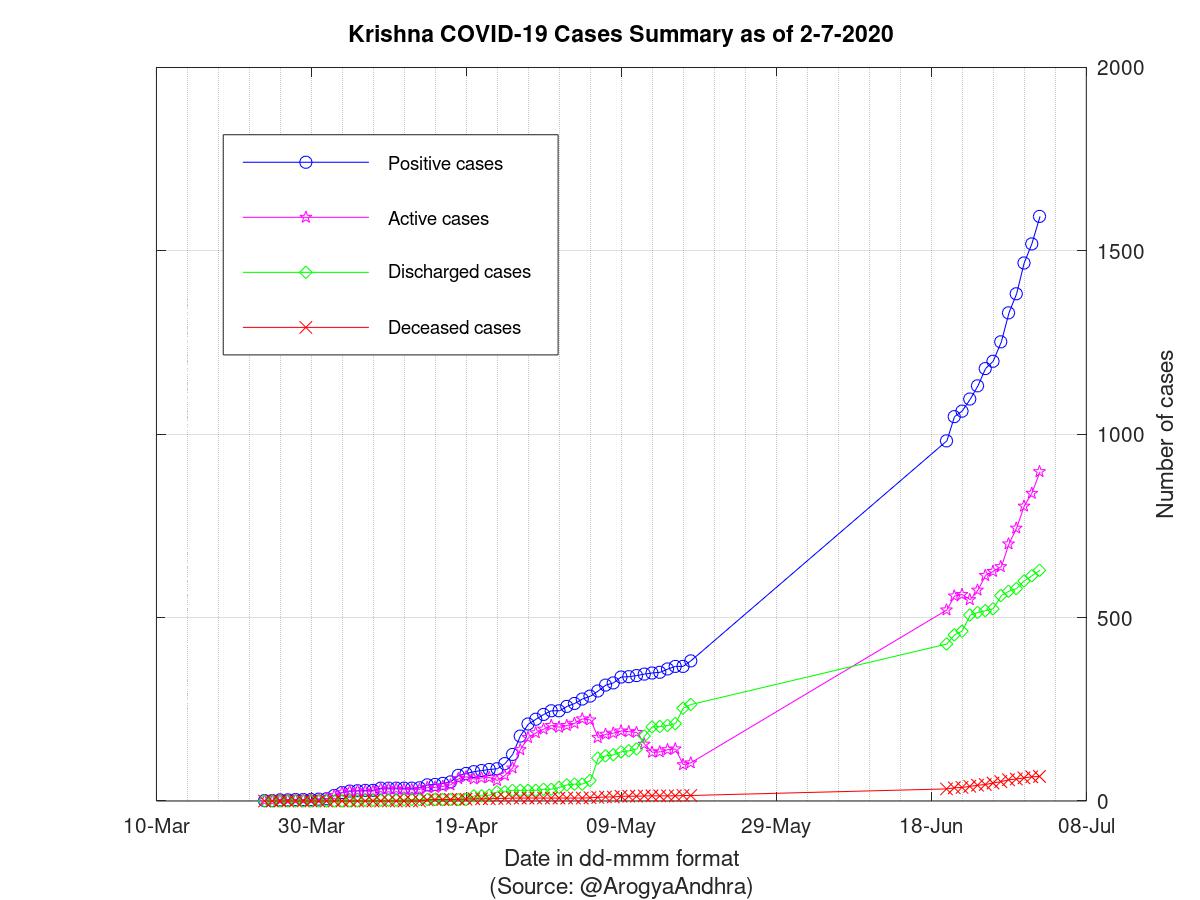 Krishna COVID-19 Cases Summary as of 2-7-2020
2000
Positive cases
Active cases
1500
Discharged cases
Deceased cases
1000
Number of cases
500
0
10-Mar 30-Mar 19-Apr 09-May 29-May 18-Jun 08-Jul
Date in dd-mmm format
(Source: @ArogyaAndhra)